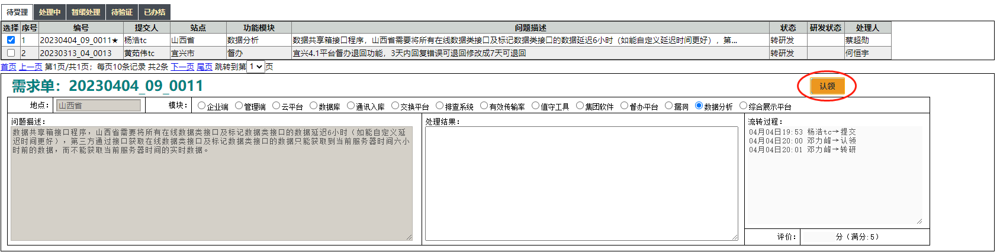 待受理 处理中 暂缓处理 待验证 已办结
选择 序号 编号 提交人 站点 功能模块 问题描述 状态 研发状态 处理人
1 20230404_09_0011★ 杨浩tc 山西省 数据分析 数据共享箱接口程序，山西省需要将所有在线数据类接口及标记数据类接口的数据延迟6小时（如能自定义延迟时间更好），第... 转研发 蔡超勋
2 20230313_04_0013 黄茹伟tc 宜兴市 督办 宜兴4.1平台督办退回功能，3天内回复错误可退回修改成7天可退回 转研发 何恒宇
首页 上一页 第1页/共1页；每页10条记录 共2条 下一页 尾页 跳转到第 1 页
需求单：20230404_09_0011 认领
地点： 山西省 模块： 企业端 管理端 云平台 数据库 通讯入库 交换平台 排查系统 有效传输率 值守工具 集团软件 督办平台 漏洞 数据分析 综合展示平台
问题描述：
数据共享箱接口程序，山西省需要将所有在线数据类接口及标记数据类接口的数据延迟6小时（如能自定义延
迟时间更好），第三方通过接口获取在线数据类接口及标记数据类接口的数据只能获取到当前服务器时间六小
时前的数据，而不能获取当前服务器时间的实时数据。
处理结果：
流转过程：
04月04日19:53 杨浩tc→提交
04月04日20:00 邓力峰→认领
04月04日20:01 邓力峰→转研
评价： 分（满分:5）